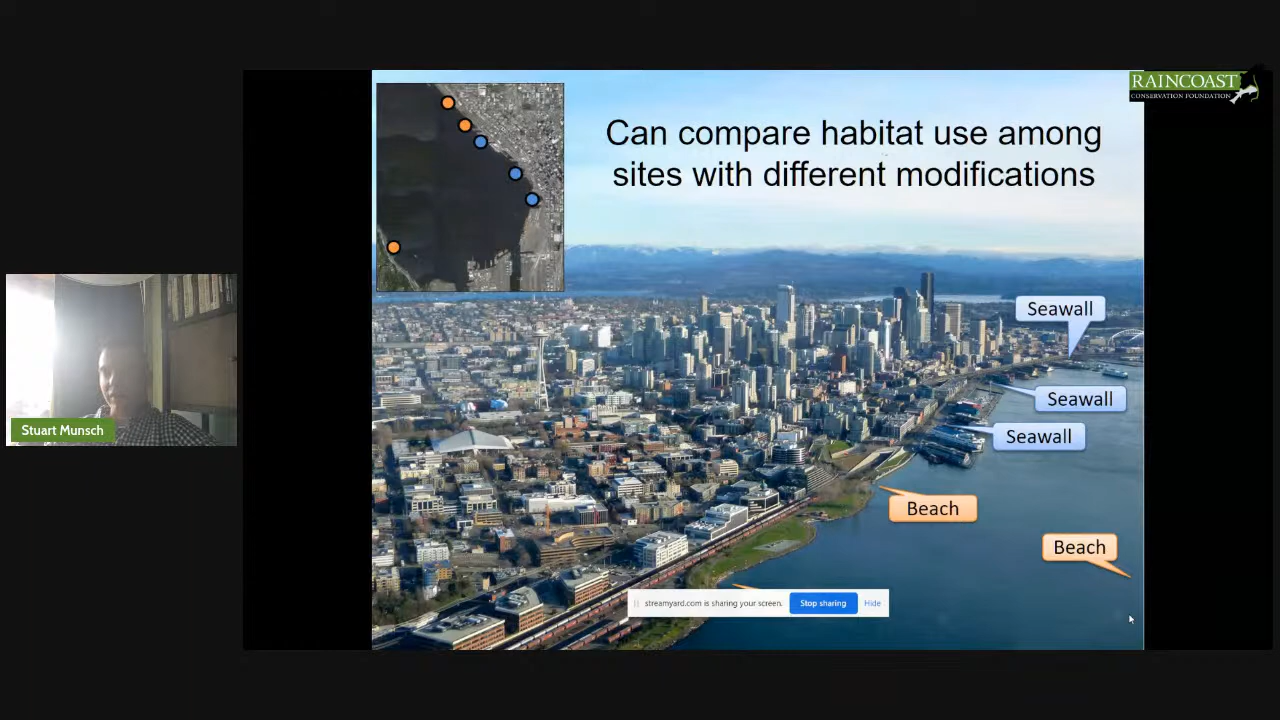 RAINCOAST
CONSERVATION FOUNDATION
Can compare habitat use among
sites with different modifications
Seawall
Seawall
Seawall
Beach
Beach
Stuart Munsch
streamyard.com is sharing your screen.
Stop sharing
Hide